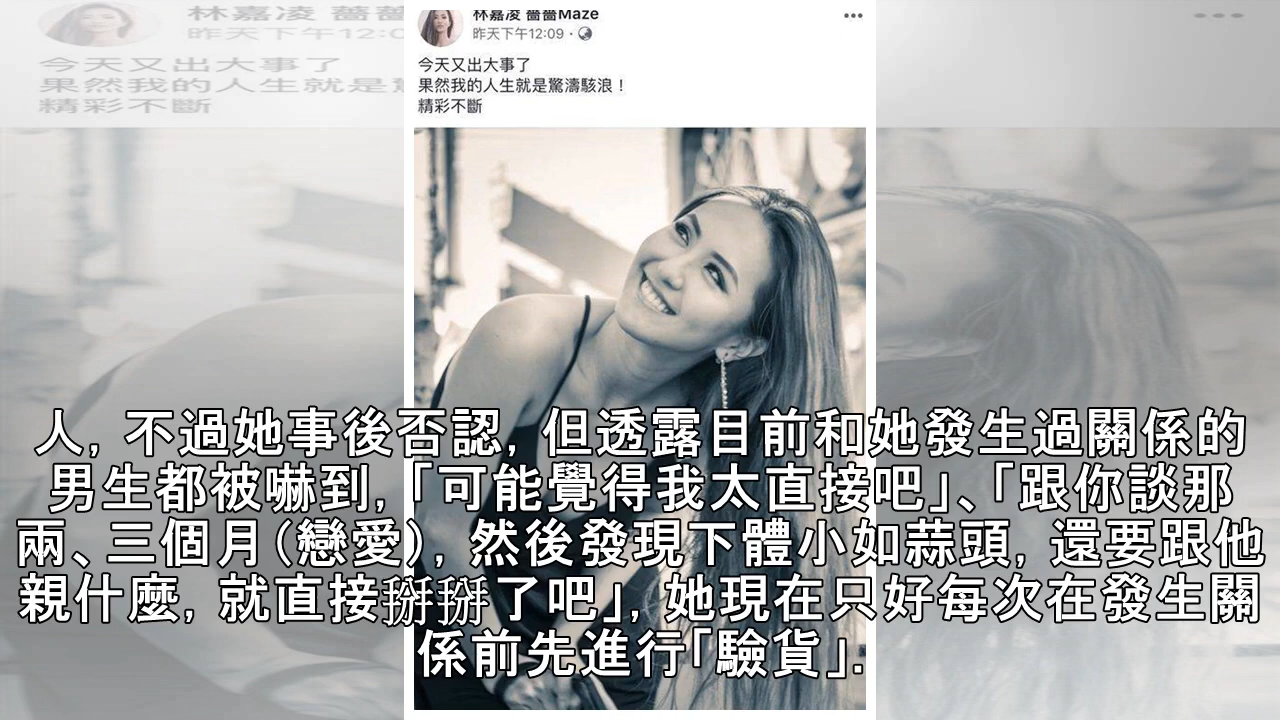 林嘉凌 薔薔Maze
昨天下午12:09
今天又出大事了
果然我的人生就是驚濤駭浪！
精彩不斷
林嘉凌 薔薔
昨天下午12:0
今天又出大事了
果然我的人生就是
精彩不斷
人, 不過她事後否認, 但透露目前和她發生過關係的
男生都被嚇到, 「可能覺得我太直接吧」、「跟你談那
兩、三個月(戀愛), 然後發現下體小如蒜頭, 還要跟他
親什麼, 就直接掰掰了吧」, 她現在只好每次在發生關
係前先進行「驗貨」.